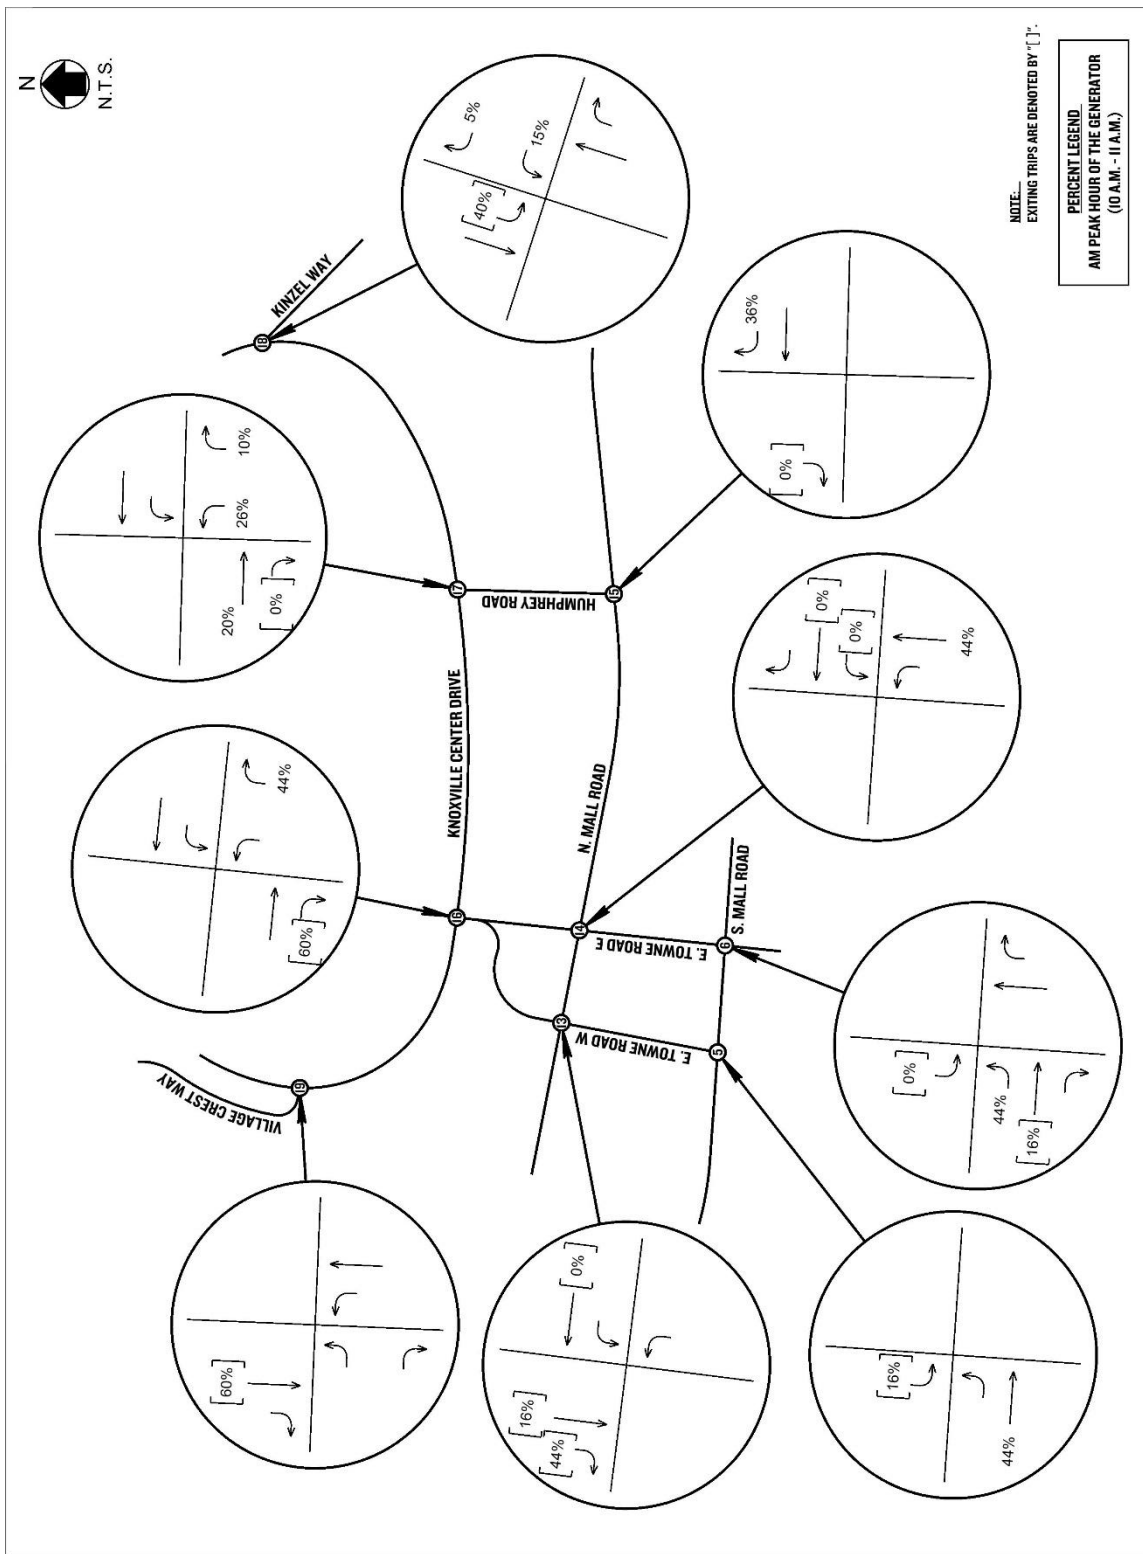 N
N.T.S.
KINZEL WAY
18
5%
[40%]
15%
10%
26%
20%
[0%]
17
HUMPHREY ROAD
15
36%
[0%]
NOTE:
EXITING TRIPS ARE DENOTED BY "[ ]".
PERCENT LEGEND
AM PEAK HOUR OF THE GENERATOR
(10 A.M. - 11 A.M.)
44%
[60%]
KNOXVILLE CENTER DRIVE
16
N. MALL ROAD
14
E. TOWNE ROAD E
S. MALL ROAD
6
[0%]
[0%]
44%
VILLAGE CREST WAY
19
13
E. TOWNE ROAD W
5
[0%]
44%
[16%]
[60%]
[0%]
[16%]
[44%]
[16%]
44%